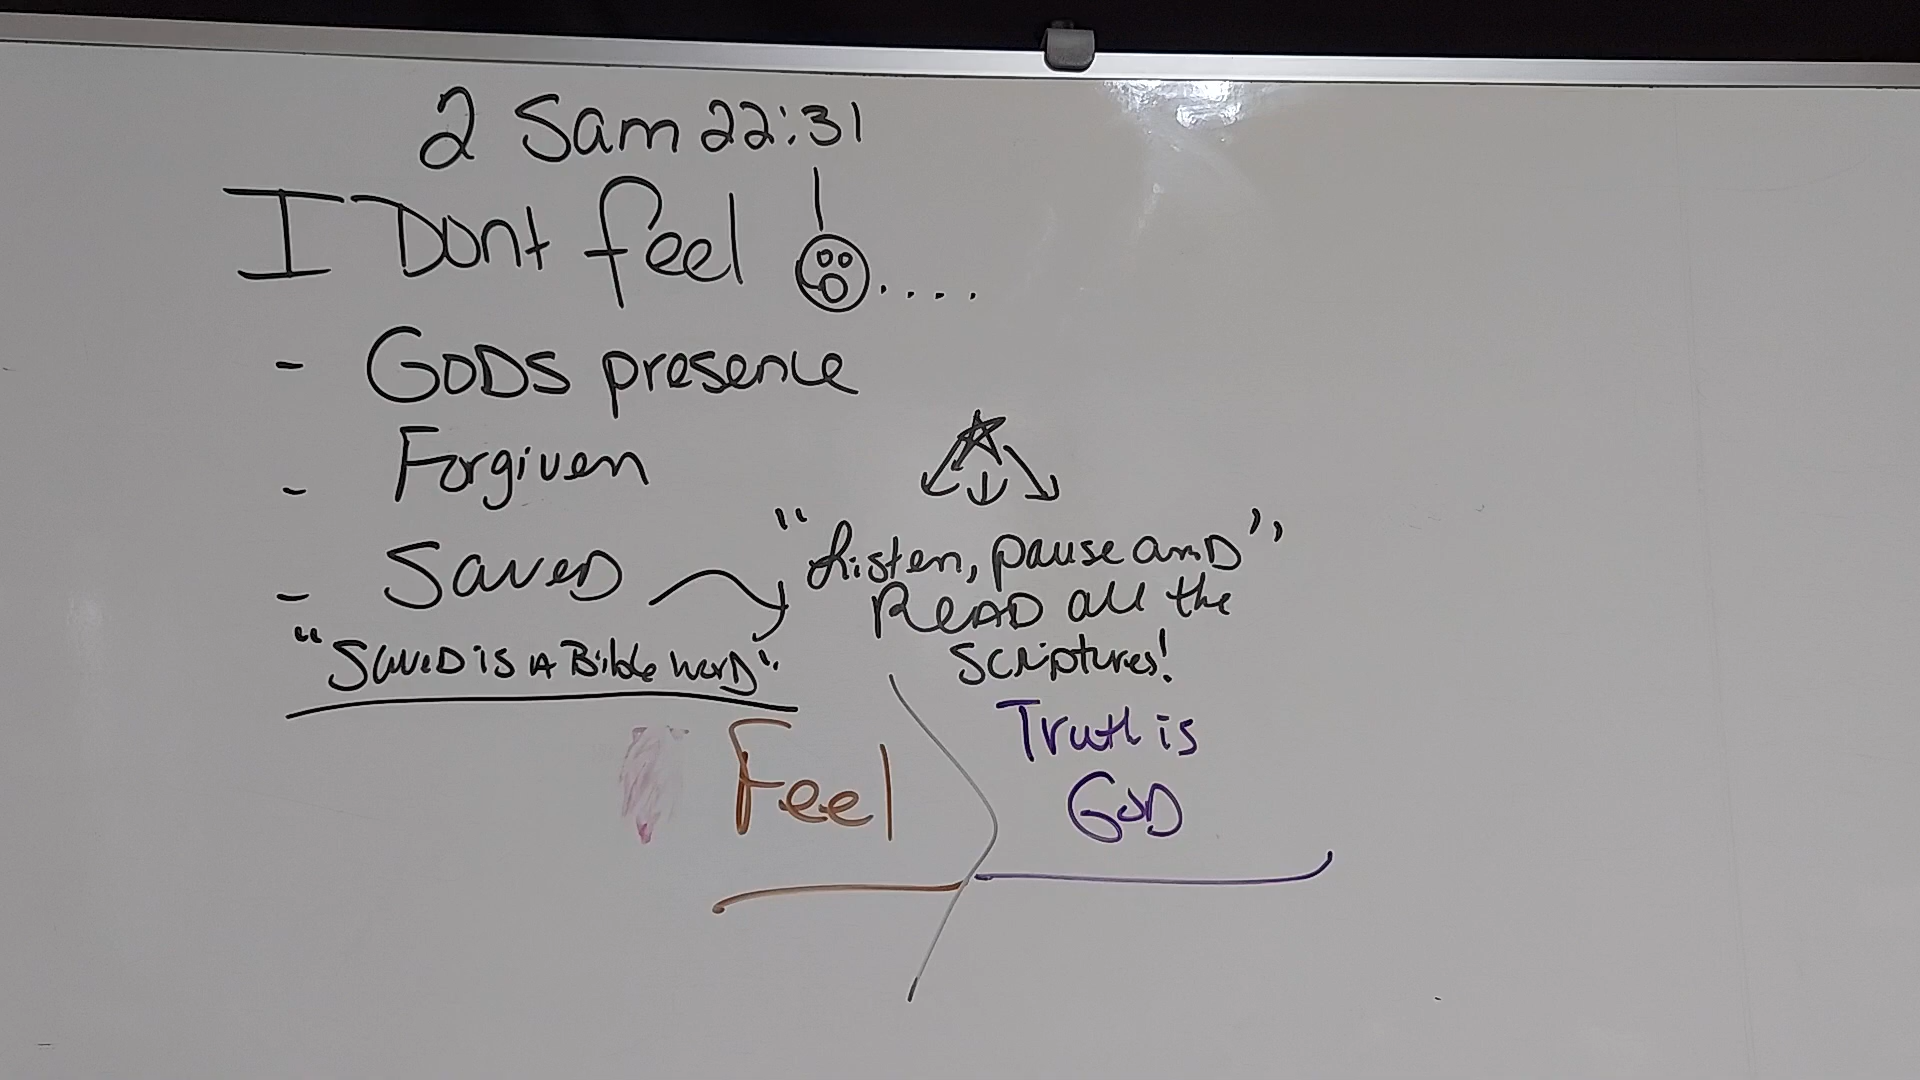 2 Sam 22:31
I Dont feel ! ....
- GODS presence
- Forgiven
- SaveD
"SaveD is A Bible worD"
"Listen, pause anD"
ReAD all the
Scriptures!
Feel
Truth is
GOD